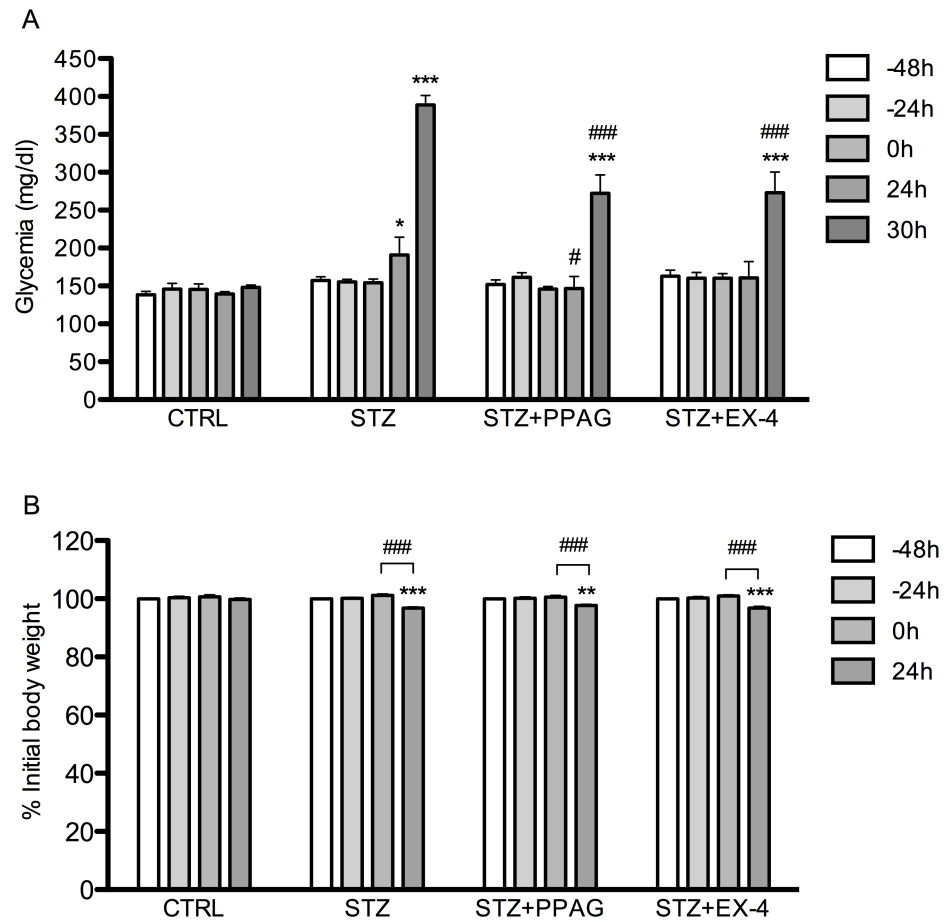 A
450
400
350
300
250
200
150
100
50
0
Glycemia (mg/dl)
***
*
###
***
#
###
***
CTRL
STZ
STZ+PPAG
STZ+EX-4
-48h
-24h
0h
24h
30h
B
120
100
80
60
40
20
0
% Initial body weight
###
***
###
**
###
***
CTRL
STZ
STZ+PPAG
STZ+EX-4
-48h
-24h
0h
24h